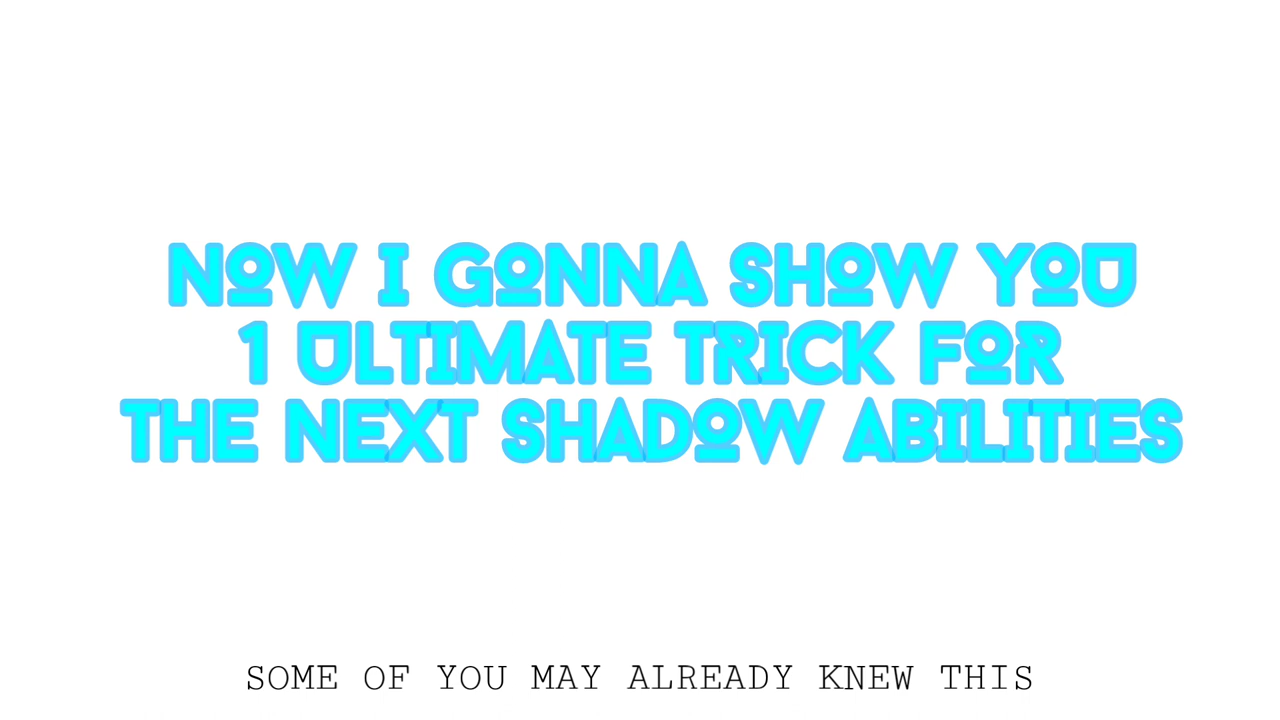 NOW I GONNA SHOW YOU
1 ULTIMATE TRICK FOR
THE NEXT SHADOW ABILITIES
SOME OF YOU MAY ALREADY KNEW THIS